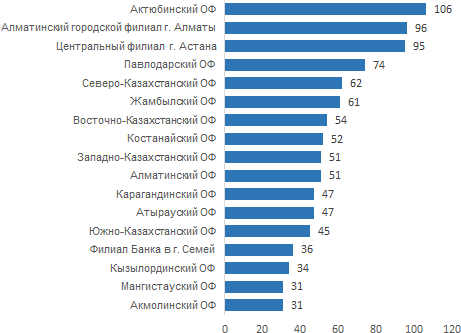 Актюбинский ОФ 106
Алматинский городской филиал г. Алматы 96
Центральный филиал г. Астана 95
Павлодарский ОФ 74
Северо-Казахстанский ОФ 62
Жамбылский ОФ 61
Восточно-Казахстанский ОФ 54
Костанайский ОФ 52
Западно-Казахстанский ОФ 51
Алматинский ОФ 51
Карагандинский ОФ 47
Атырауский ОФ 47
Южно-Казахстанский ОФ 45
Филиал Банка в г. Семей 36
Кызылординский ОФ 34
Мангистауский ОФ 31
Акмолинский ОФ 31
0 20 40 60 80 100 120